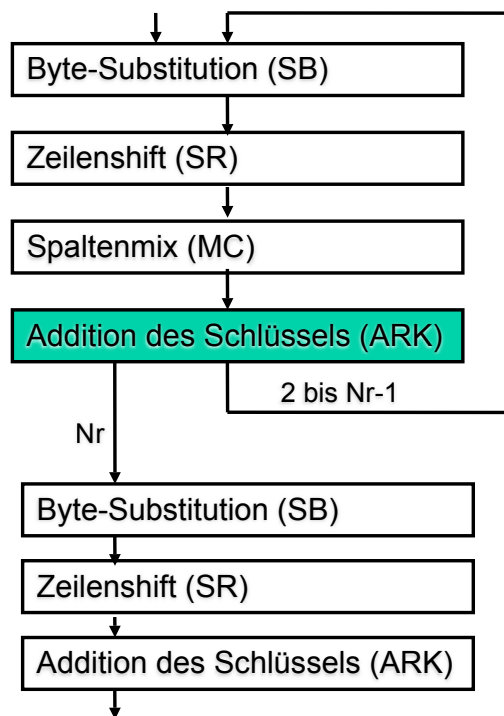 Byte-Substitution (SB)
Zeilenshift (SR)
Spaltenmix (MC)
Addition des Schlüssels (ARK)
2 bis Nr-1
Nr
Byte-Substitution (SB)
Zeilenshift (SR)
Addition des Schlüssels (ARK)